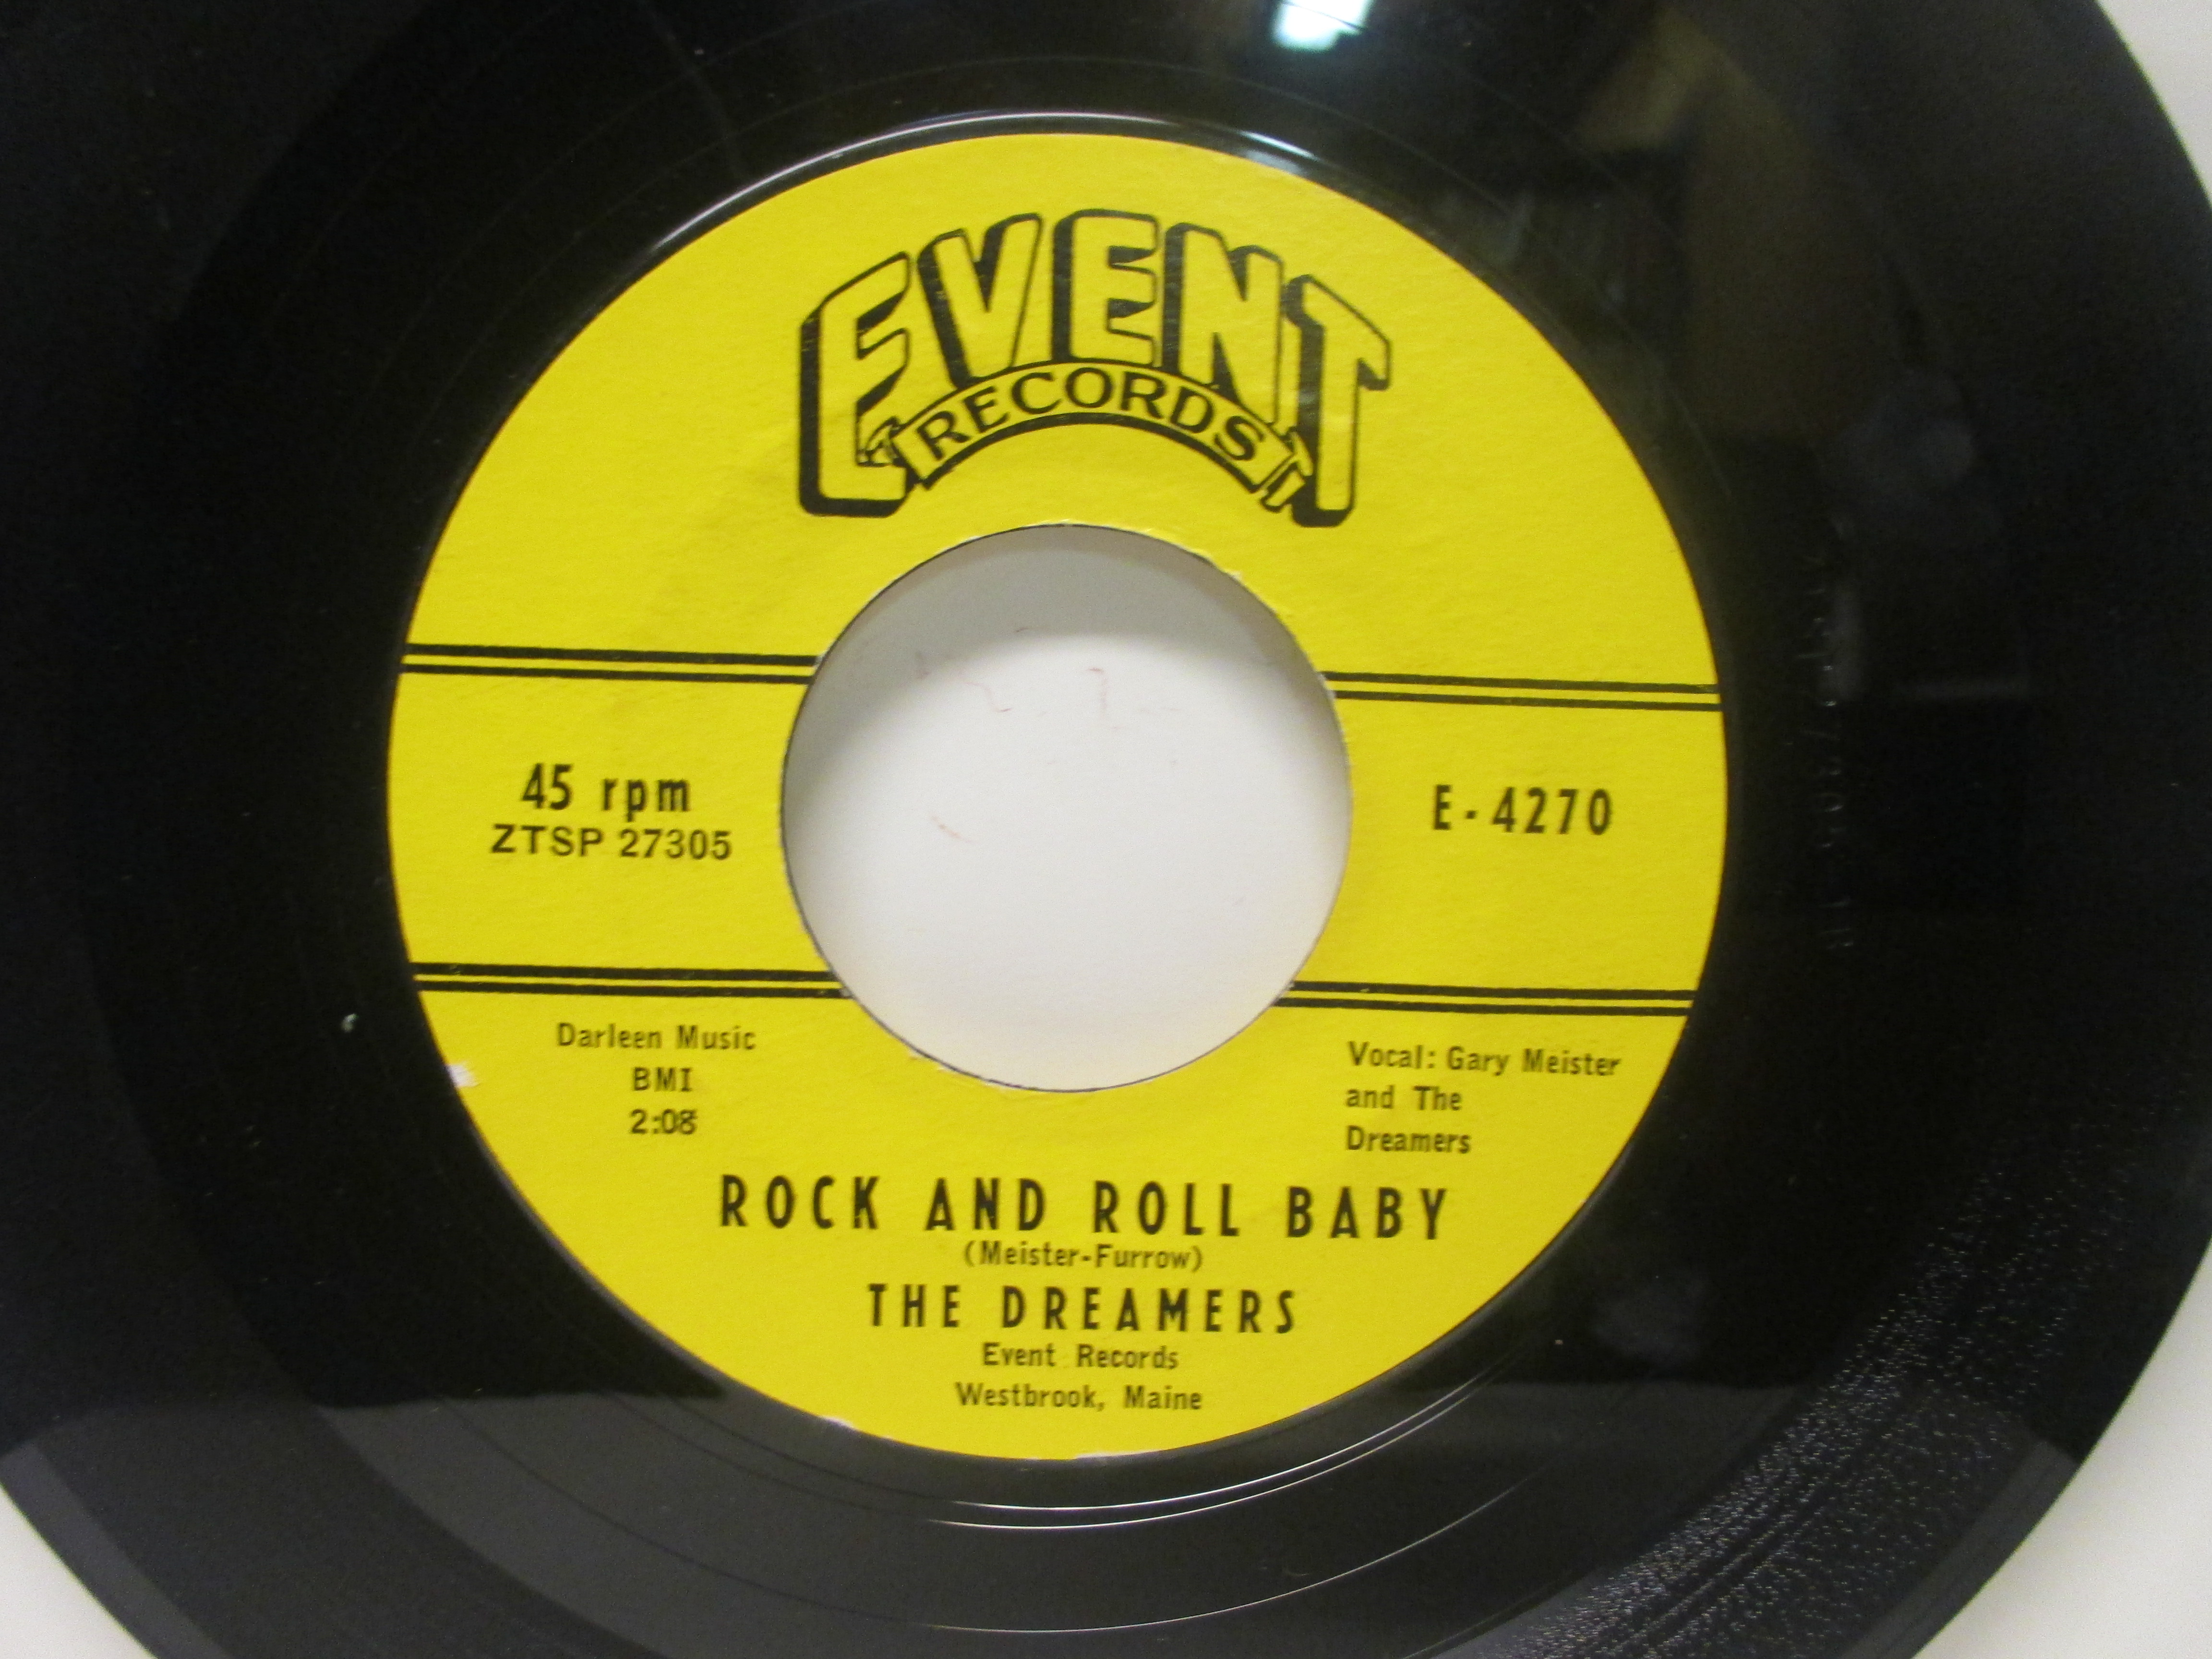 EVENT
RECORDS
45 rpm
ZTSP 27305
E-4270
Darleen Music
BMI
2:08
Vocal: Gary Meister
and The
Dreamers
ROCK AND ROLL BABY
(Meister-Furrow)
THE DREAMERS
Event Records
Westbrook, Maine